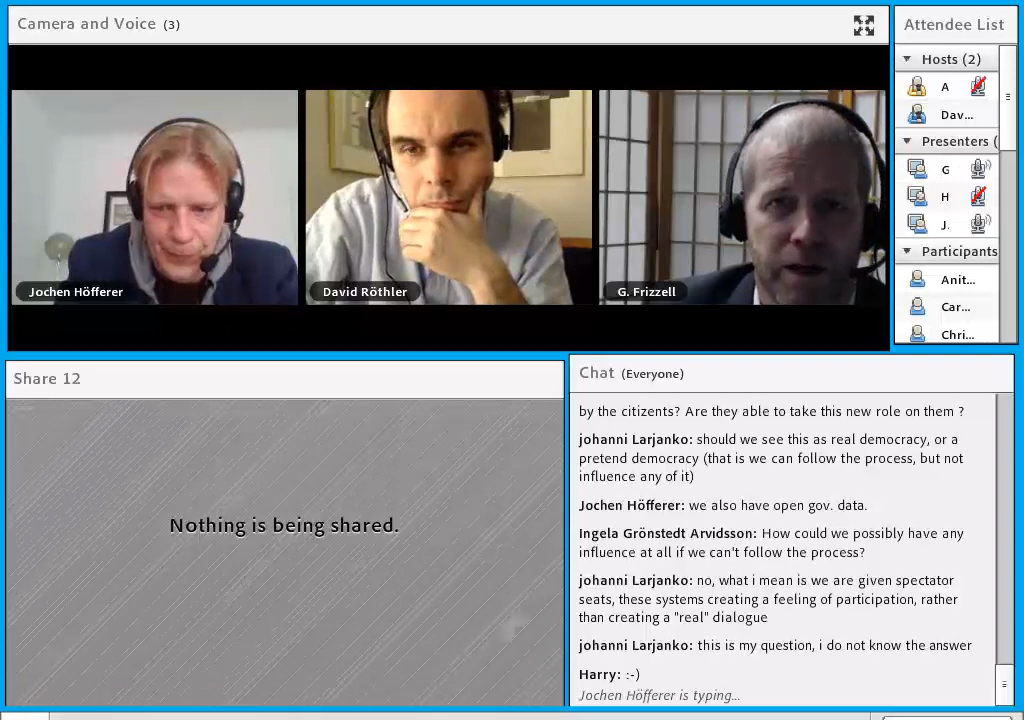 Camera and Voice (3)
Attendee List
Hosts (2)
A
Dav...
Presenters (
G
H
J.
Participants
Anit...
Car...
Chri...
Jochen Höfferer
David Röthler
G. Frizzell
Share 12
Nothing is being shared.
Chat (Everyone)
by the citizents? Are they able to take this new role on them ?
johanni Larjanko: should we see this as real democracy, or a
pretend democracy (that is we can follow the process, but not
influence any of it)
Jochen Höfferer: we also have open gov. data.
Ingela Grönstedt Arvidsson: How could we possibly have any
influence at all if we can't follow the process?
johanni Larjanko: no, what i mean is we are given spectator
seats, these systems creating a feeling of participation, rather
than creating a "real" dialogue
johanni Larjanko: this is my question, i do not know the answer
Harry: :-)
Jochen Höfferer is typing...